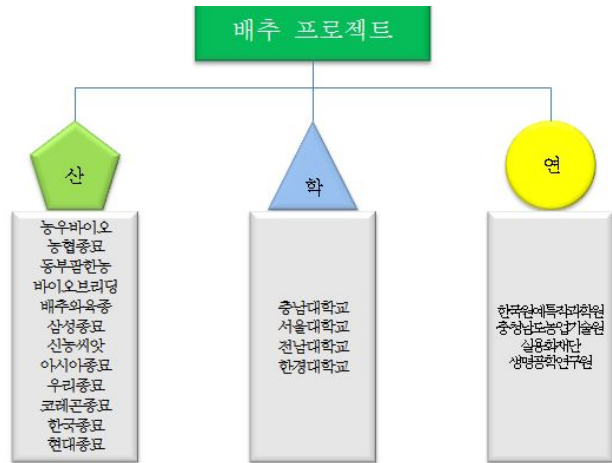 배추 프로젝트
산
농우바이오
농협종묘
동부팜한농
바이오브리딩
배추와육종
삼성종묘
신농씨앗
아시아종묘
우리종묘
코레곤종묘
한국종묘
현대종묘
학
충남대학교
서울대학교
전남대학교
한경대학교
연
한국원예특작과학원
충청남도농업기술원
실용화재단
생명공학연구원